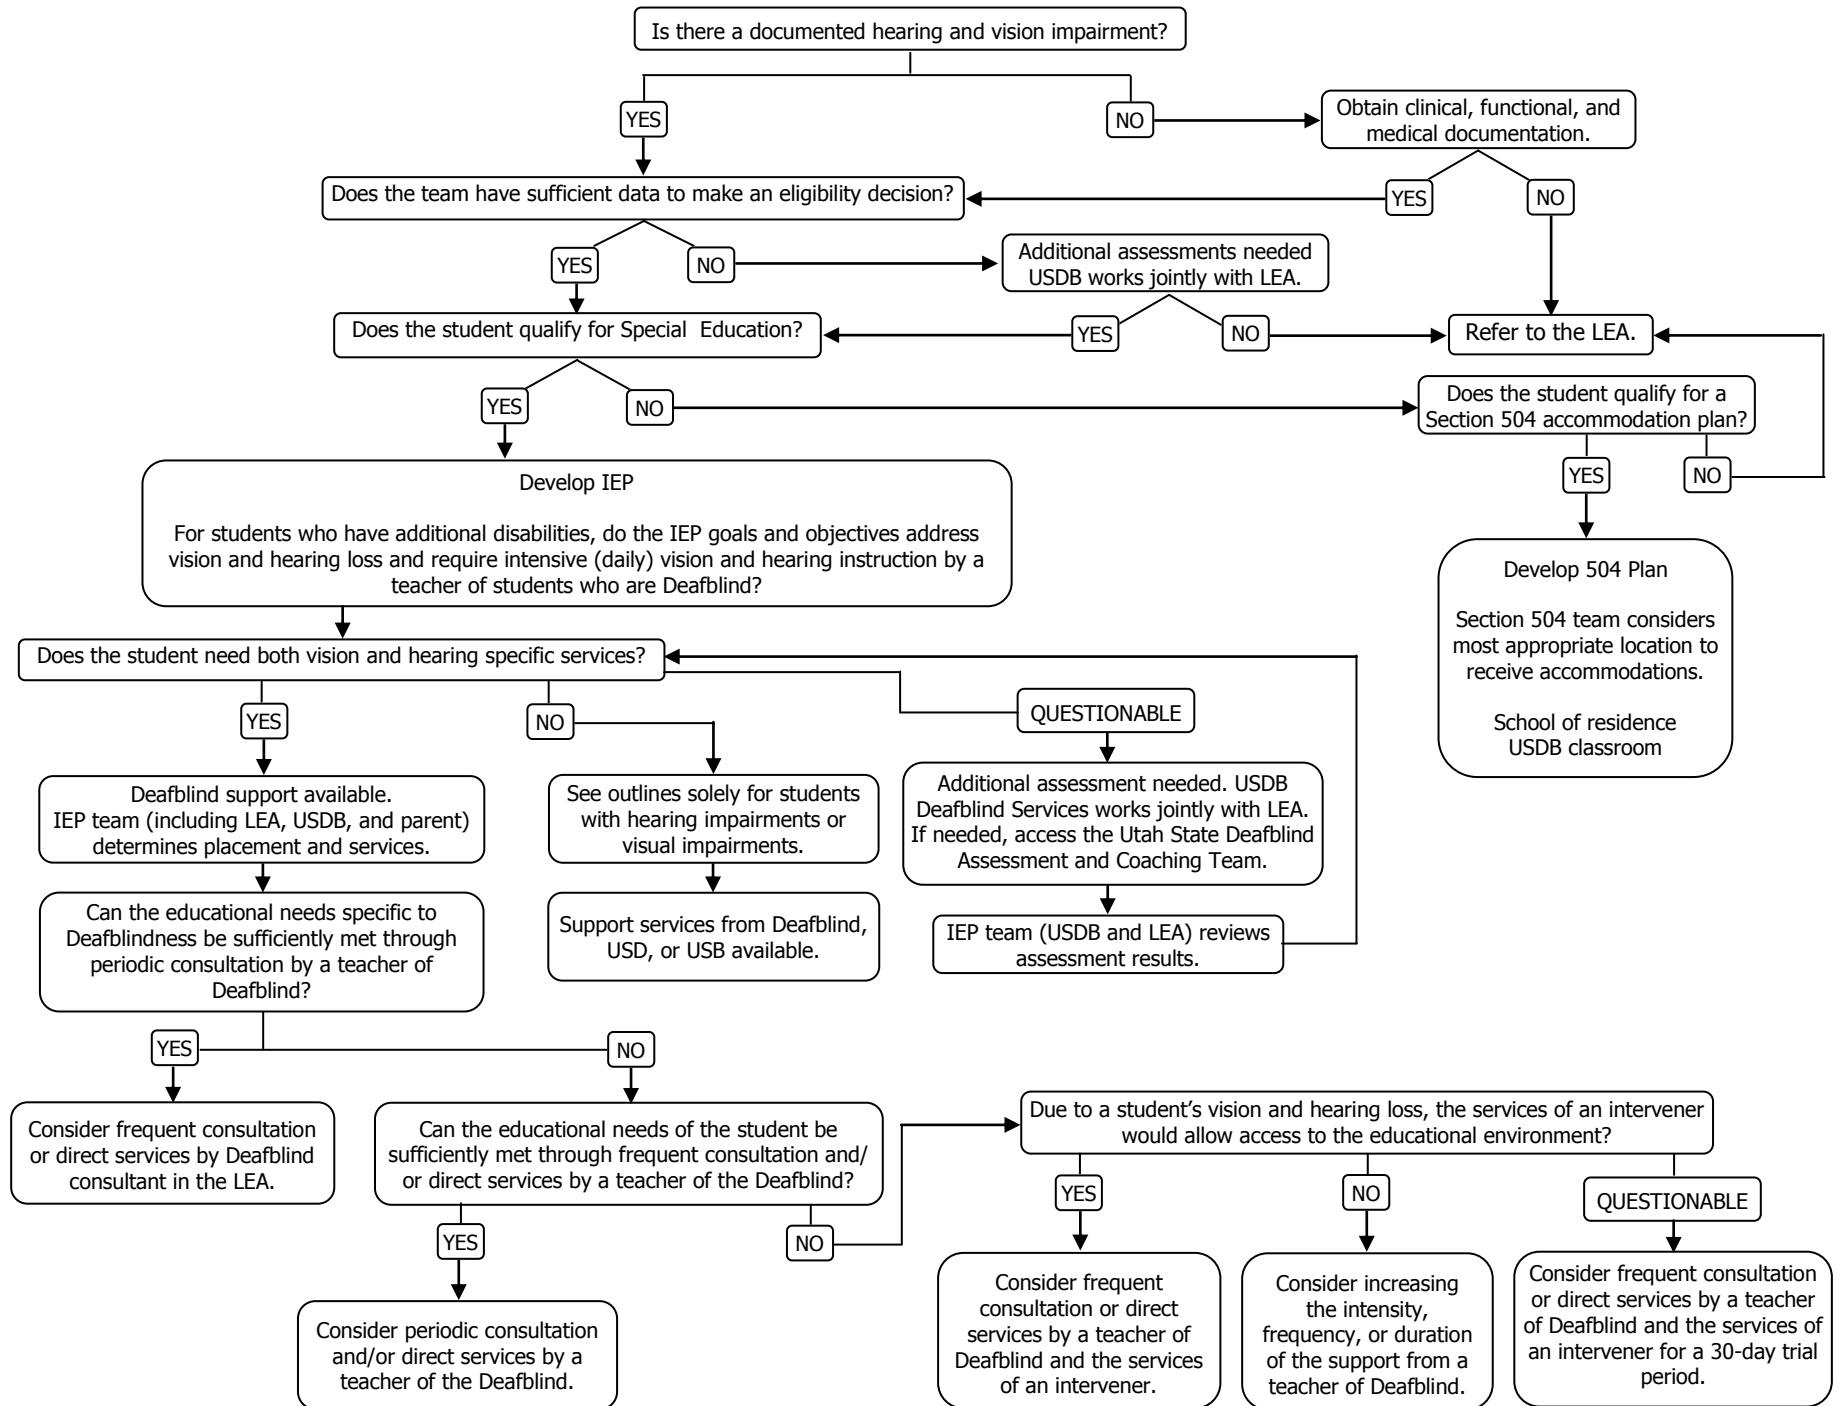 Is there a documented hearing and vision impairment?
YES
NO
Obtain clinical, functional, and
medical documentation.
Does the team have sufficient data to make an eligibility decision?
YES
NO
YES
NO
Additional assessments needed
USDB works jointly with LEA.
Does the student qualify for Special  Education?
YES
NO
Refer to the LEA.
YES
NO
Does the student qualify for a
Section 504 accommodation plan?
YES
NO
Develop IEP
For students who have additional disabilities, do the IEP goals and objectives address
vision and hearing loss and require intensive (daily) vision and hearing instruction by a
teacher of students who are Deafblind?
Develop 504 Plan
Section 504 team considers
most appropriate location to
receive accommodations.
School of residence
USDB classroom
Does the student need both vision and hearing specific services?
YES
NO
QUESTIONABLE
Deafblind support available.
IEP team (including LEA, USDB, and parent)
determines placement and services.
See outlines solely for students
with hearing impairments or
visual impairments.
Additional assessment needed. USDB
Deafblind Services works jointly with LEA.
If needed, access the Utah State Deafblind
Assessment and Coaching Team.
Can the educational needs specific to
Deafblindness be sufficiently met through
periodic consultation by a teacher of
Deafblind?
Support services from Deafblind,
USD, or USB available.
IEP team (USDB and LEA) reviews
assessment results.
YES
NO
Consider frequent consultation
or direct services by Deafblind
consultant in the LEA.
Can the educational needs of the student be
sufficiently met through frequent consultation and/
or direct services by a teacher of the Deafblind?
Due to a student’s vision and hearing loss, the services of an intervener
would allow access to the educational environment?
YES
NO
YES
NO
QUESTIONABLE
Consider periodic consultation
and/or direct services by a
teacher of the Deafblind.
Consider frequent
consultation or direct
services by a teacher of
Deafblind and the services
of an intervener.
Consider increasing
the intensity,
frequency, or duration
of the support from a
teacher of Deafblind.
Consider frequent consultation
or direct services by a teacher
of Deafblind and the services of
an intervener for a 30-day trial
period.